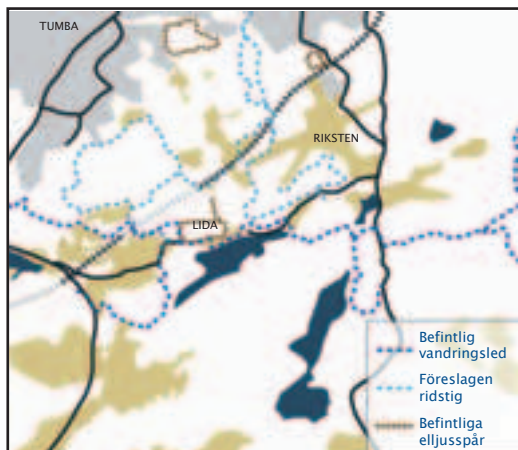 TUMBA
RIKSTEN
LIDA
Befintlig
vandringsled
Föreslagen
ridstig
Befintliga
elljusspår